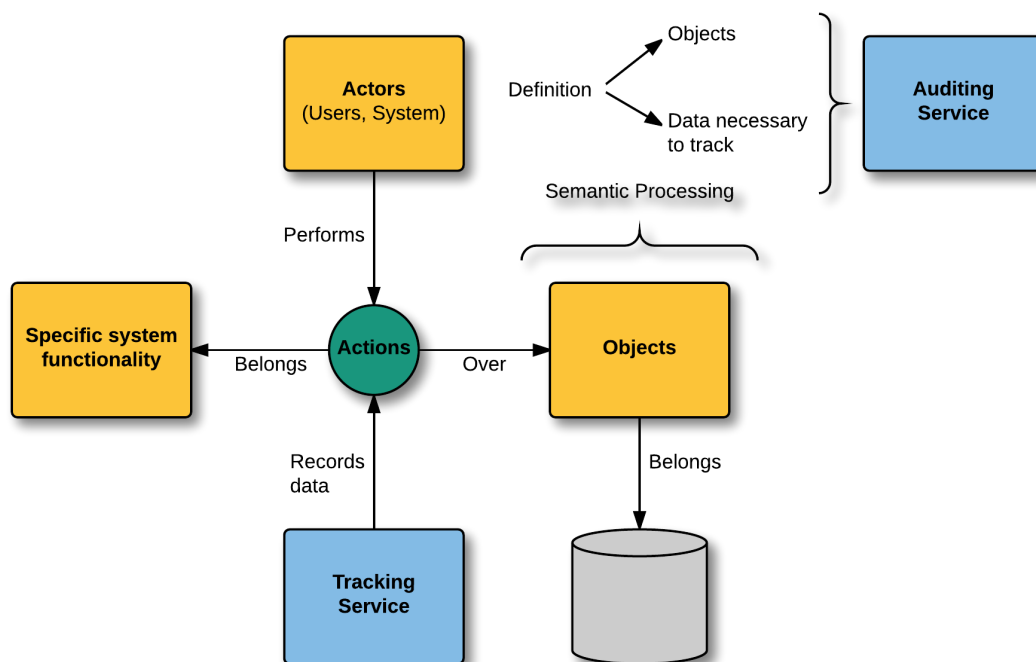 Objects
Actors
(Users, System)
Definition
Auditing
Service
Data necessary
to track
Semantic Processing
Performs
Specific system
functionality
Actions
Objects
Belongs
Over
Records
data
Belongs
Tracking
Service